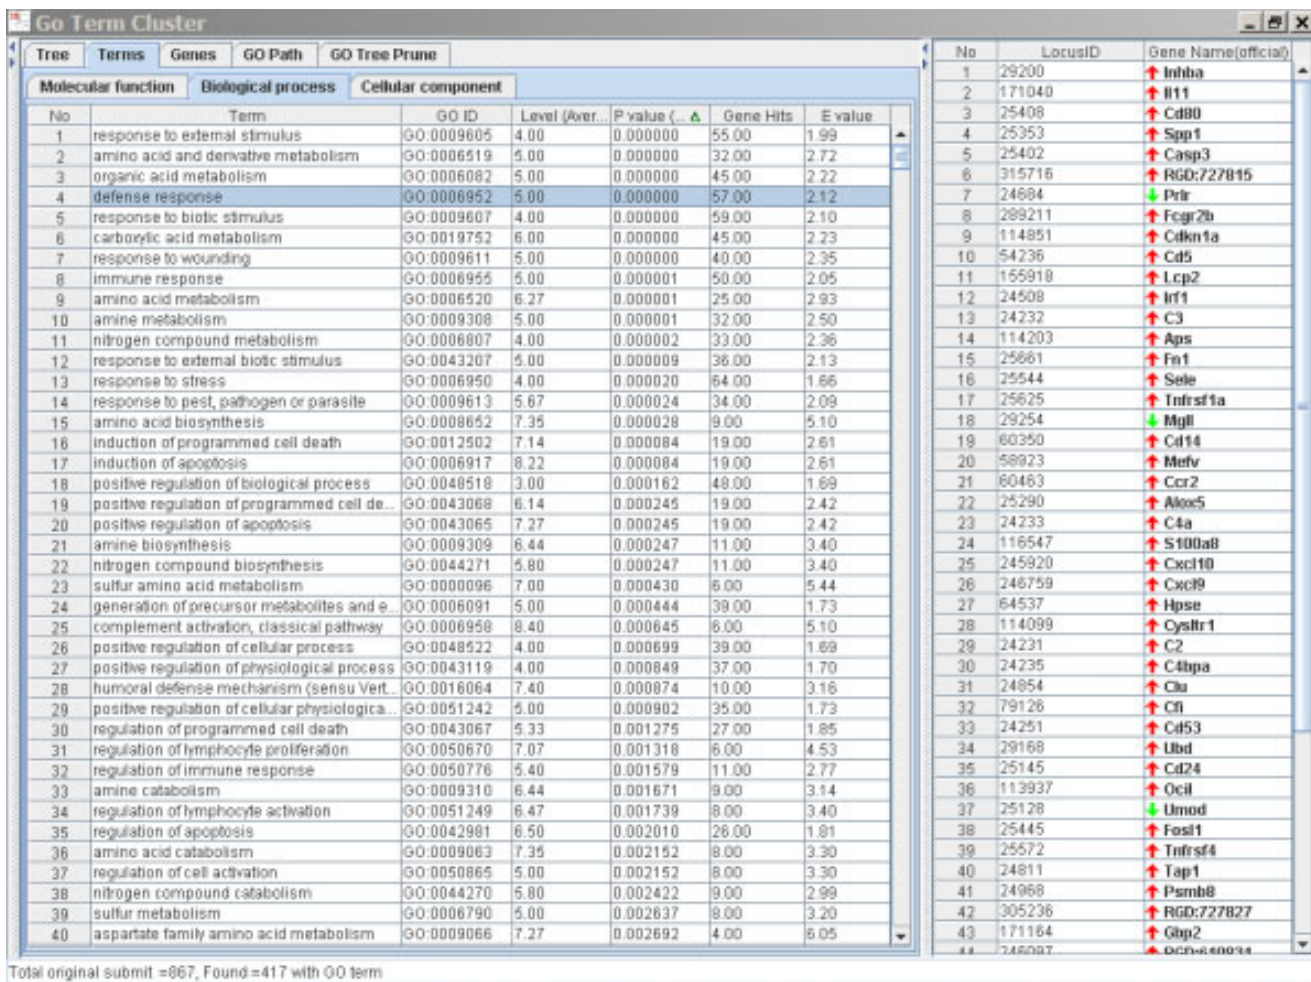 Go Term Cluster
Tree Terms Genes GO Path GO Tree Prune
Molecular function Biological process Cellular component
No Term GO ID Level (Aver... P value (... Gene Hits E value
1 response to external stimulus GO:0009605 4.00 0.000000 55.00 1.99
2 amino acid and derivative metabolism GO:0006519 5.00 0.000000 32.00 2.72
3 organic acid metabolism GO:0006082 5.00 0.000000 45.00 2.22
4 defense response GO:0006952 5.00 0.000000 57.00 2.12
5 response to biotic stimulus GO:0009607 4.00 0.000000 59.00 2.10
6 carboxylic acid metabolism GO:0019752 6.00 0.000000 45.00 2.23
7 response to wounding GO:0009611 5.00 0.000000 40.00 2.35
8 immune response GO:0006955 5.00 0.000001 50.00 2.05
9 amino acid metabolism GO:0006520 6.27 0.000001 25.00 2.93
10 amine metabolism GO:0009308 5.00 0.000001 32.00 2.50
11 nitrogen compound metabolism GO:0006807 4.00 0.000002 33.00 2.36
12 response to external biotic stimulus GO:0043207 5.00 0.000009 36.00 2.13
13 response to stress GO:0006950 4.00 0.000020 64.00 1.66
14 response to pest, pathogen or parasite GO:0009613 5.67 0.000024 34.00 2.09
15 amino acid biosynthesis GO:0008652 7.35 0.000028 9.00 5.10
16 induction of programmed cell death GO:0012502 7.14 0.000084 19.00 2.61
17 induction of apoptosis GO:0006917 8.22 0.000084 19.00 2.61
18 positive regulation of biological process GO:0048518 3.00 0.000162 48.00 1.69
19 positive regulation of programmed cell de... GO:0043068 6.14 0.000245 19.00 2.42
20 positive regulation of apoptosis GO:0043065 7.27 0.000245 19.00 2.42
21 amine biosynthesis GO:0009309 6.44 0.000247 11.00 3.40
22 nitrogen compound biosynthesis GO:0044271 5.80 0.000247 11.00 3.40
23 sulfur amino acid metabolism GO:0000096 7.00 0.000430 6.00 5.44
24 generation of precursor metabolites and e... GO:0006091 5.00 0.000444 39.00 1.73
25 complement activation, classical pathway GO:0006958 8.40 0.000645 6.00 5.10
26 positive regulation of cellular process GO:0048522 4.00 0.000699 39.00 1.69
27 positive regulation of physiological process GO:0043119 4.00 0.000849 37.00 1.70
28 humoral defense mechanism (sensu Vert... GO:0016064 7.40 0.000874 10.00 3.16
29 positive regulation of cellular physiologica... GO:0051242 5.00 0.000902 35.00 1.73
30 regulation of programmed cell death GO:0043067 5.33 0.001275 27.00 1.85
31 regulation of lymphocyte proliferation GO:0050670 7.07 0.001318 6.00 4.53
32 regulation of immune response GO:0050776 5.40 0.001579 11.00 2.77
33 amine catabolism GO:0009310 6.44 0.001671 9.00 3.14
34 regulation of lymphocyte activation GO:0051249 6.47 0.001739 8.00 3.40
35 regulation of apoptosis GO:0042981 6.50 0.002010 26.00 1.81
36 amino acid catabolism GO:0009063 7.35 0.002152 8.00 3.30
37 regulation of cell activation GO:0050865 5.00 0.002152 8.00 3.30
38 nitrogen compound catabolism GO:0044270 5.80 0.002422 9.00 2.99
39 sulfur metabolism GO:0006790 5.00 0.002637 8.00 3.20
40 aspartate family amino acid metabolism GO:0009066 7.27 0.002692 4.00 6.05
No LocusID Gene Name(official)
1 29200 Inhba
2 171040 Il11
3 25408 Cd80
4 25353 Spp1
5 25402 Casp3
6 315716 RGD:727815
7 24684 Prlr
8 289211 Fcgr2b
9 114851 Cdkn1a
10 54236 Cd5
11 155918 Lcp2
12 24508 Irf1
13 24232 C3
14 114203 Aps
15 25661 Fn1
16 25544 Sele
17 25625 Tnfrsf1a
18 29254 Mgll
19 60350 Cd14
20 58923 Mefv
21 60463 Ccr2
22 25290 Alox5
23 24233 C4a
24 116547 S100a8
25 245920 Cxcl10
26 246759 Cxcl9
27 64537 Hpse
28 114099 Cysltr1
29 24231 C2
30 24235 C4bpa
31 24854 Clu
32 79126 Cfi
33 24251 Cd53
34 29168 Ubd
35 25145 Cd24
36 113937 Ocil
37 25128 Umod
38 25445 Fosl1
39 25572 Tnfrsf4
40 24811 Tap1
41 24968 Psmb8
42 305236 RGD:727827
43 171164 Gbp2
Total original submit =867, Found =417 with GO term